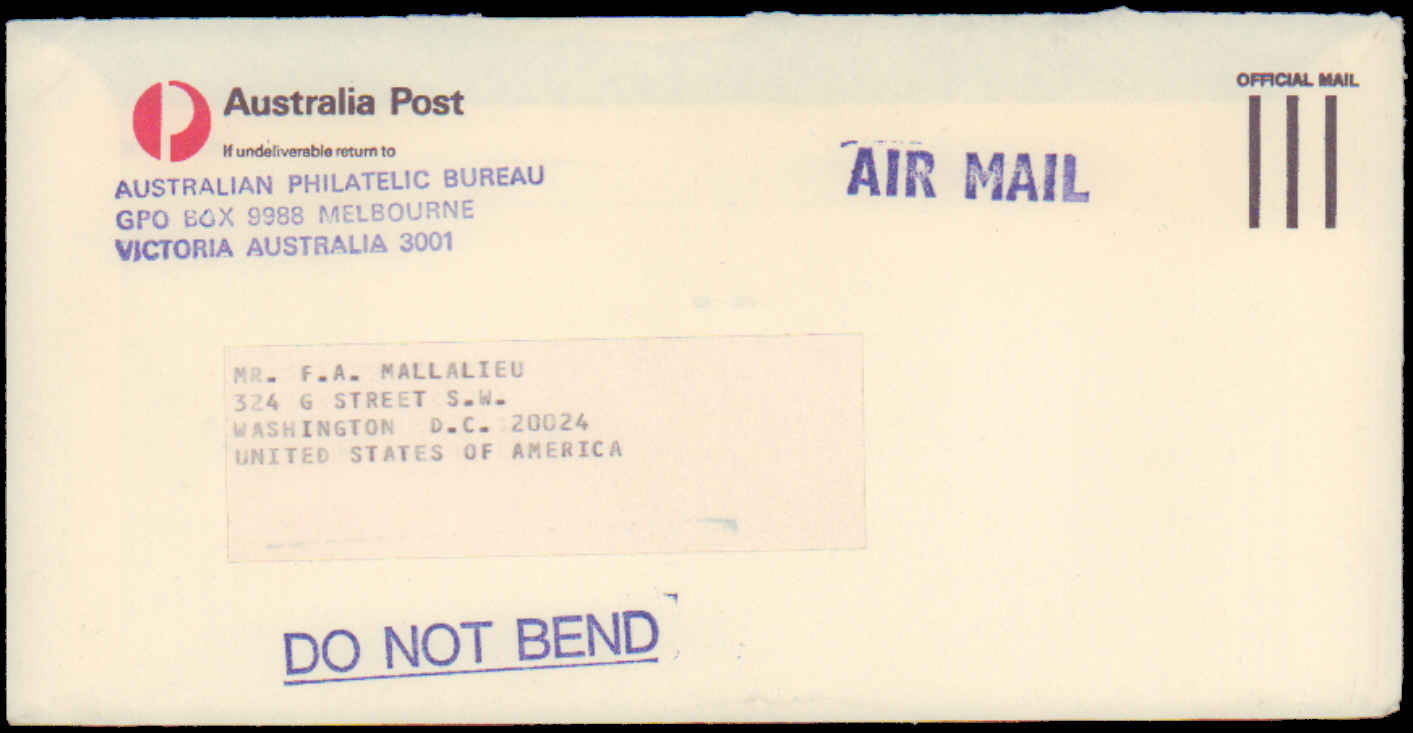 Australia Post
If undeliverable return to
AUSTRALIAN PHILATELIC BUREAU
GPO BOX 9988 MELBOURNE
VICTORIA AUSTRALIA 3001
OFFICIAL MAIL
AIR MAIL
MR. F.A. MALLALIEU
324 G STREET S.W.
WASHINGTON D.C. 20024
UNITED STATES OF AMERICA
DO NOT BEND